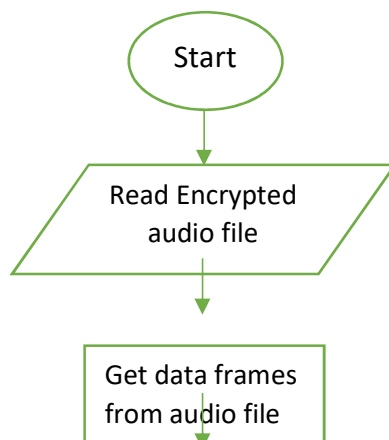 Start
Read Encrypted
audio file
Get data frames
from audio file